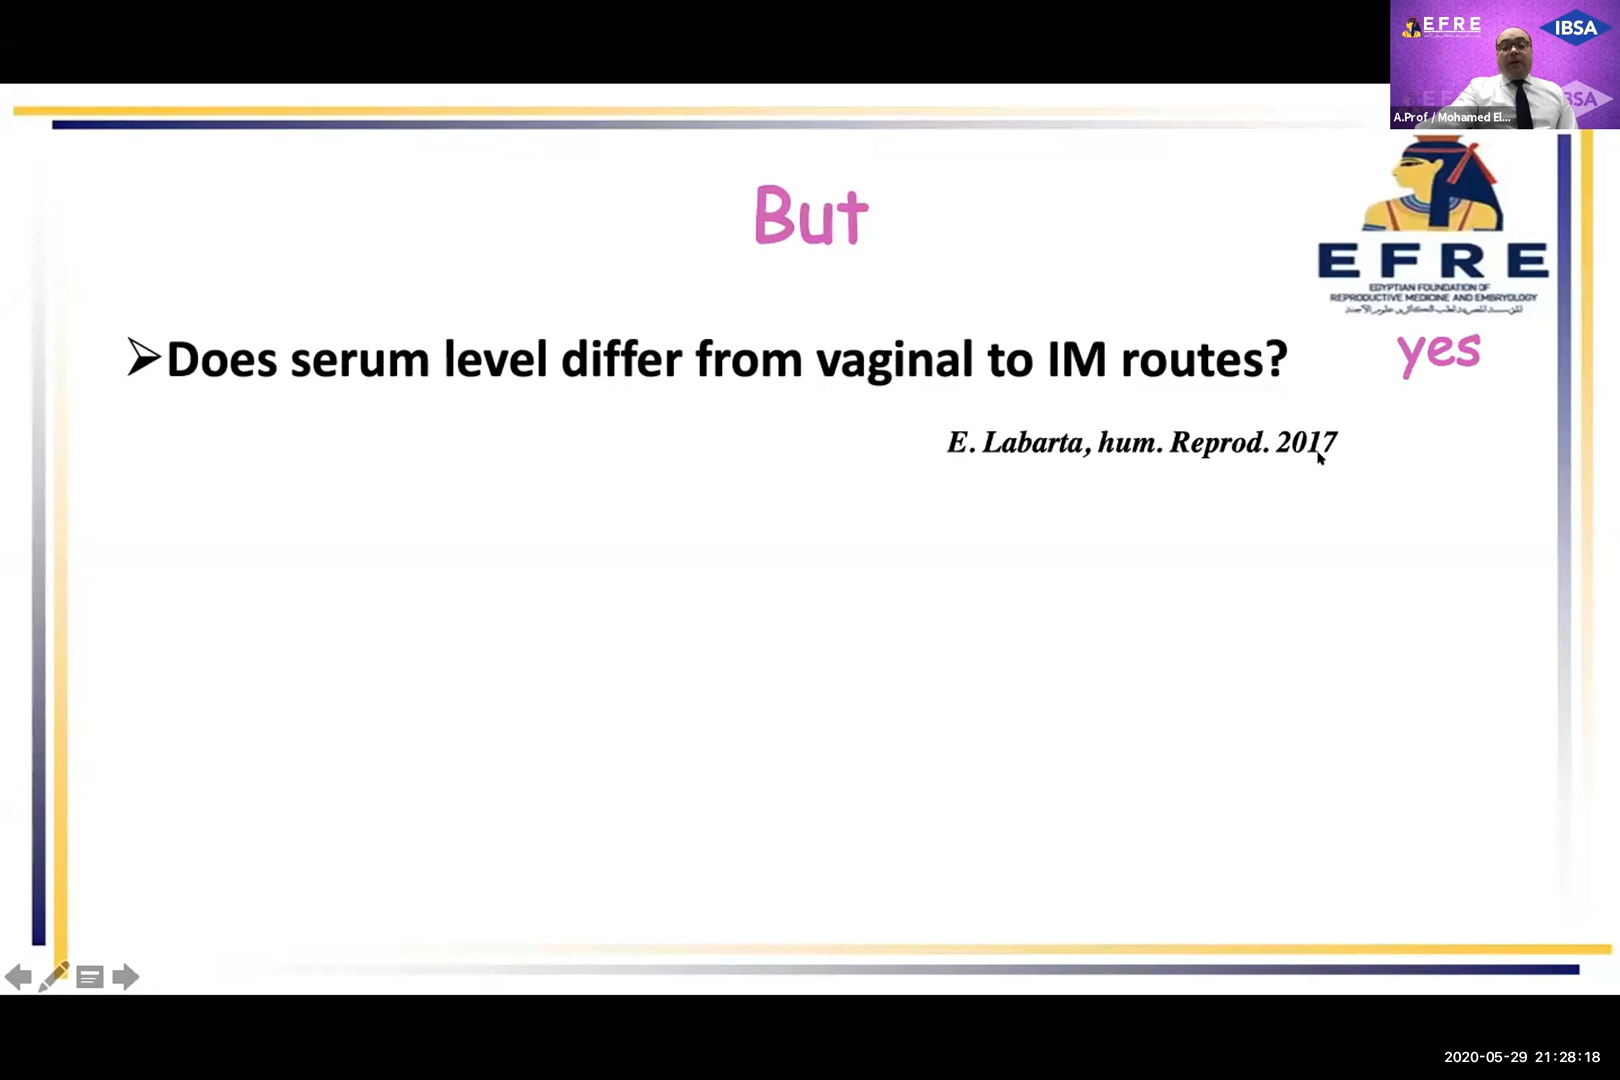 EFRE
IBSA
IBSA
A.Prof / Mohamed El...
But
EFRE
EGYPTIAN FOUNDATION OF
REPRODUCTIVE MEDICINE AND EMBRYOLOGY
➢Does serum level differ from vaginal to IM routes?
yes
E. Labarta, hum. Reprod. 2017
2020-05-29 21:28:18